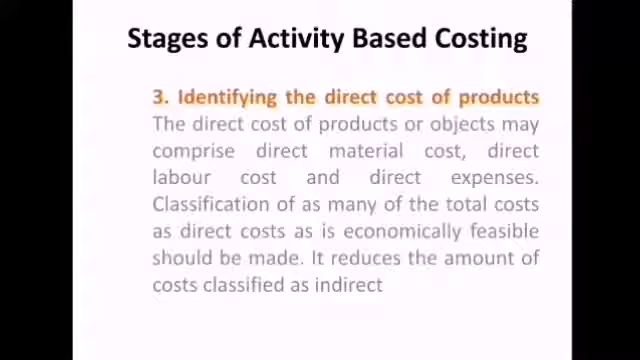 Stages of Activity Based Costing
3. Identifying the direct cost of products
The direct cost of products or objects may
comprise direct material cost, direct
labour cost and direct expenses.
Classification of as many of the total costs
as direct costs as is economically feasible
should be made. It reduces the amount of
costs classified as indirect